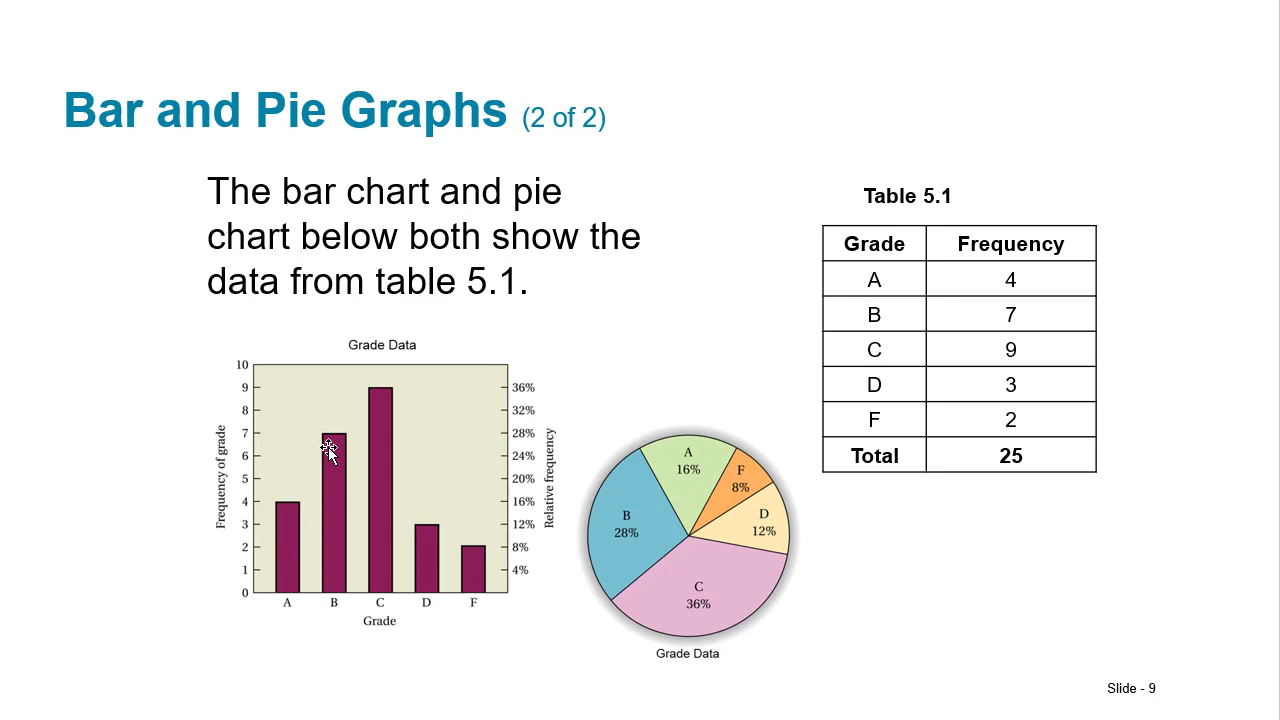 Bar and Pie Graphs (2 of 2)
The bar chart and pie
chart below both show the
data from table 5.1.
Table 5.1
Grade Frequency
A 4
B 7
C 9
D 3
F 2
Total 25
Grade Data
10
9 36%
8 32%
7 28%
6 24%
5 20%
4 16%
3 12%
2 8%
1 4%
0
Frequency of grade
Relative frequency
A B C D F
Grade
A
16%
F
8%
B
28%
D
12%
C
36%
Grade Data
Slide - 9